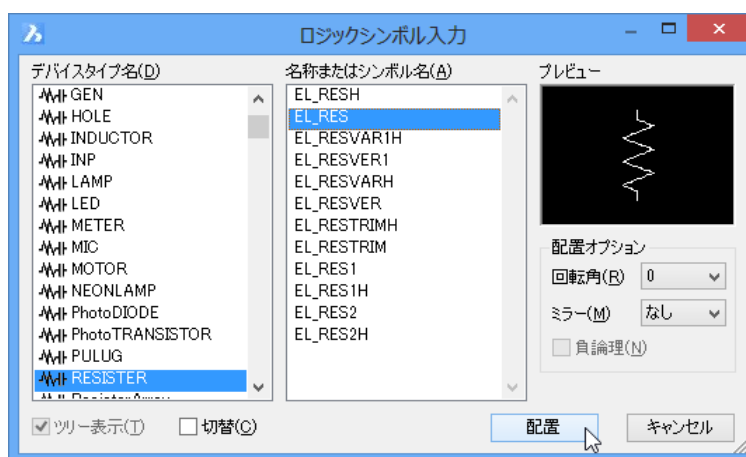 ロジックシンボル入力
デバイスタイプ名(D)
GEN
HOLE
INDUCTOR
INP
LAMP
LED
METER
MIC
MOTOR
NEONLAMP
PhotoDIODE
PhotoTRANSISTOR
PULUG
RESISTER
名称またはシンボル名(A)
EL_RESH
EL_RES
EL_RESVAR1H
EL_RESVER1
EL_RESVARH
EL_RESVER
EL_RESTRIMH
EL_RESTRIM
EL_RES1
EL_RES1H
EL_RES2
EL_RES2H
プレビュー
配置オプション
回転角(R) 0
ミラー(M) なし
負論理(N)
ツリー表示(T) 切替(C) 配置 キャンセル